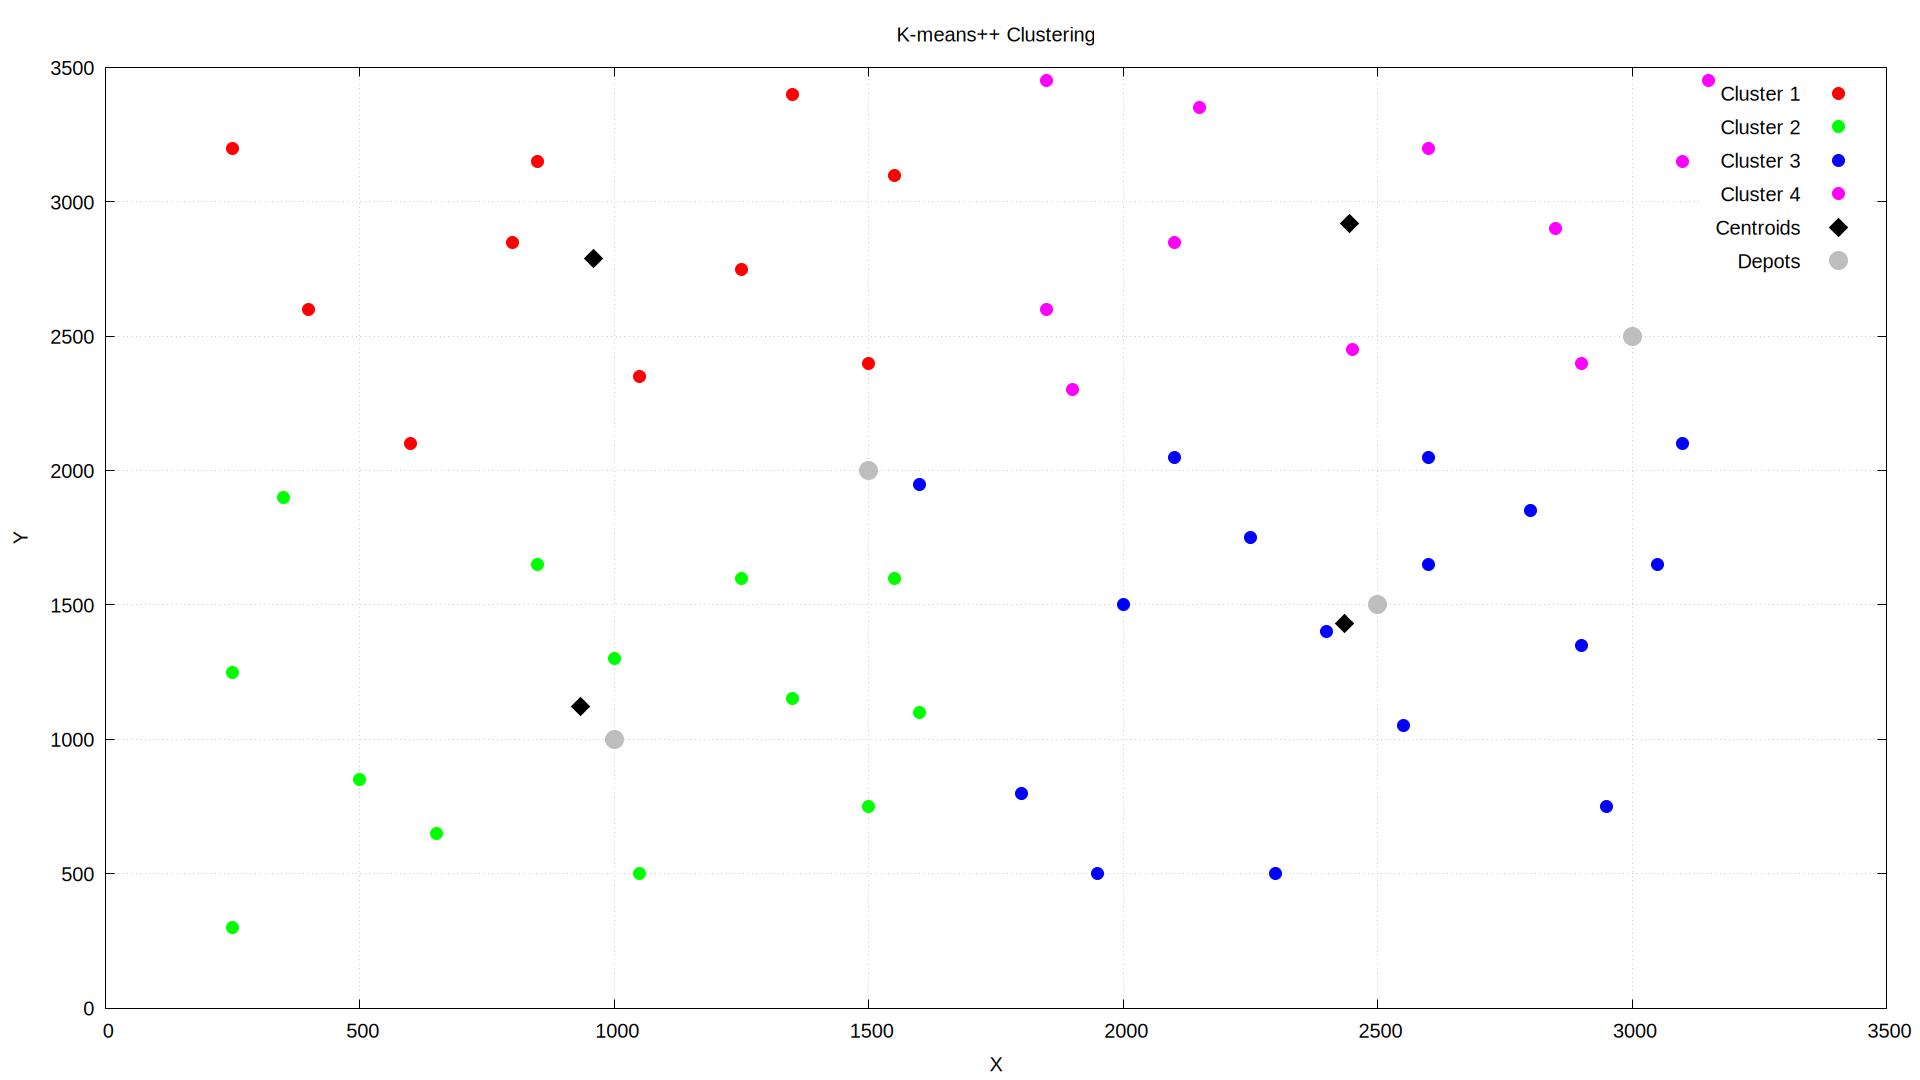 K-means++ Clustering
3500
3000
2500
2000
1500
1000
500
0
Y
0 500 1000 1500 2000 2500 3000 3500
X
Cluster 1
Cluster 2
Cluster 3
Cluster 4
Centroids
Depots